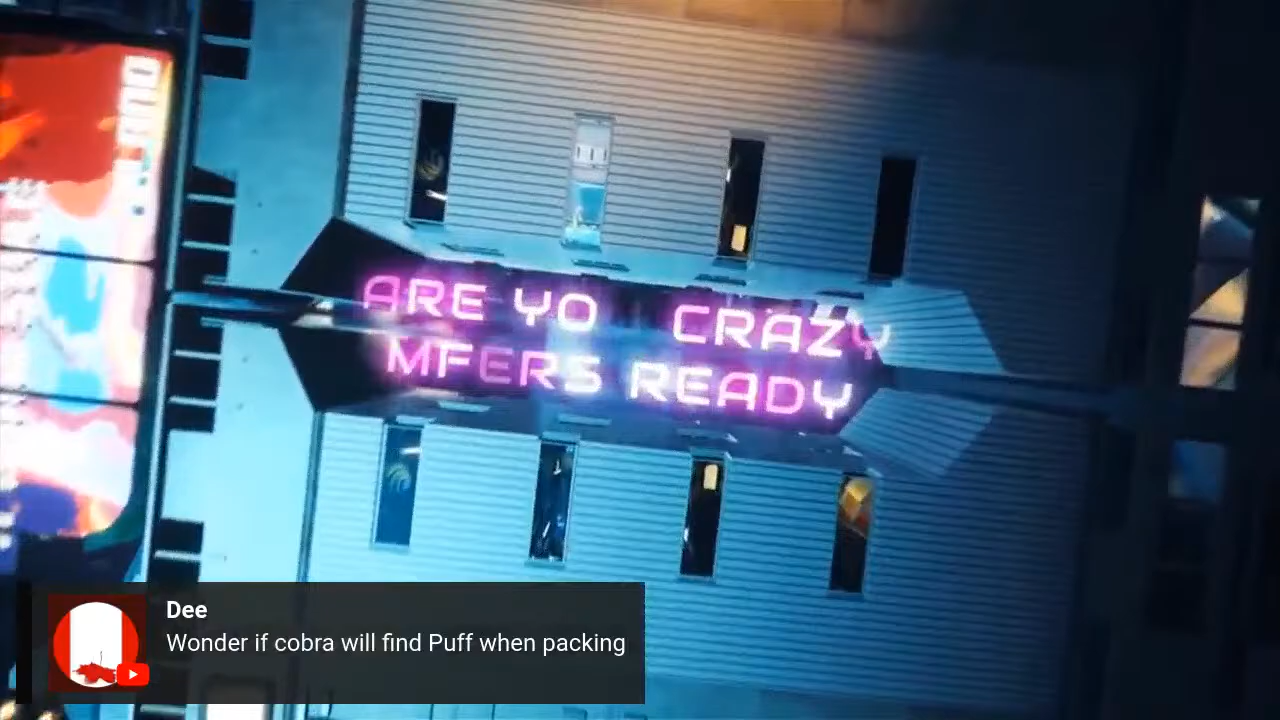 ARE YO CRAZY
MFERS READY
Dee
Wonder if cobra will find Puff when packing